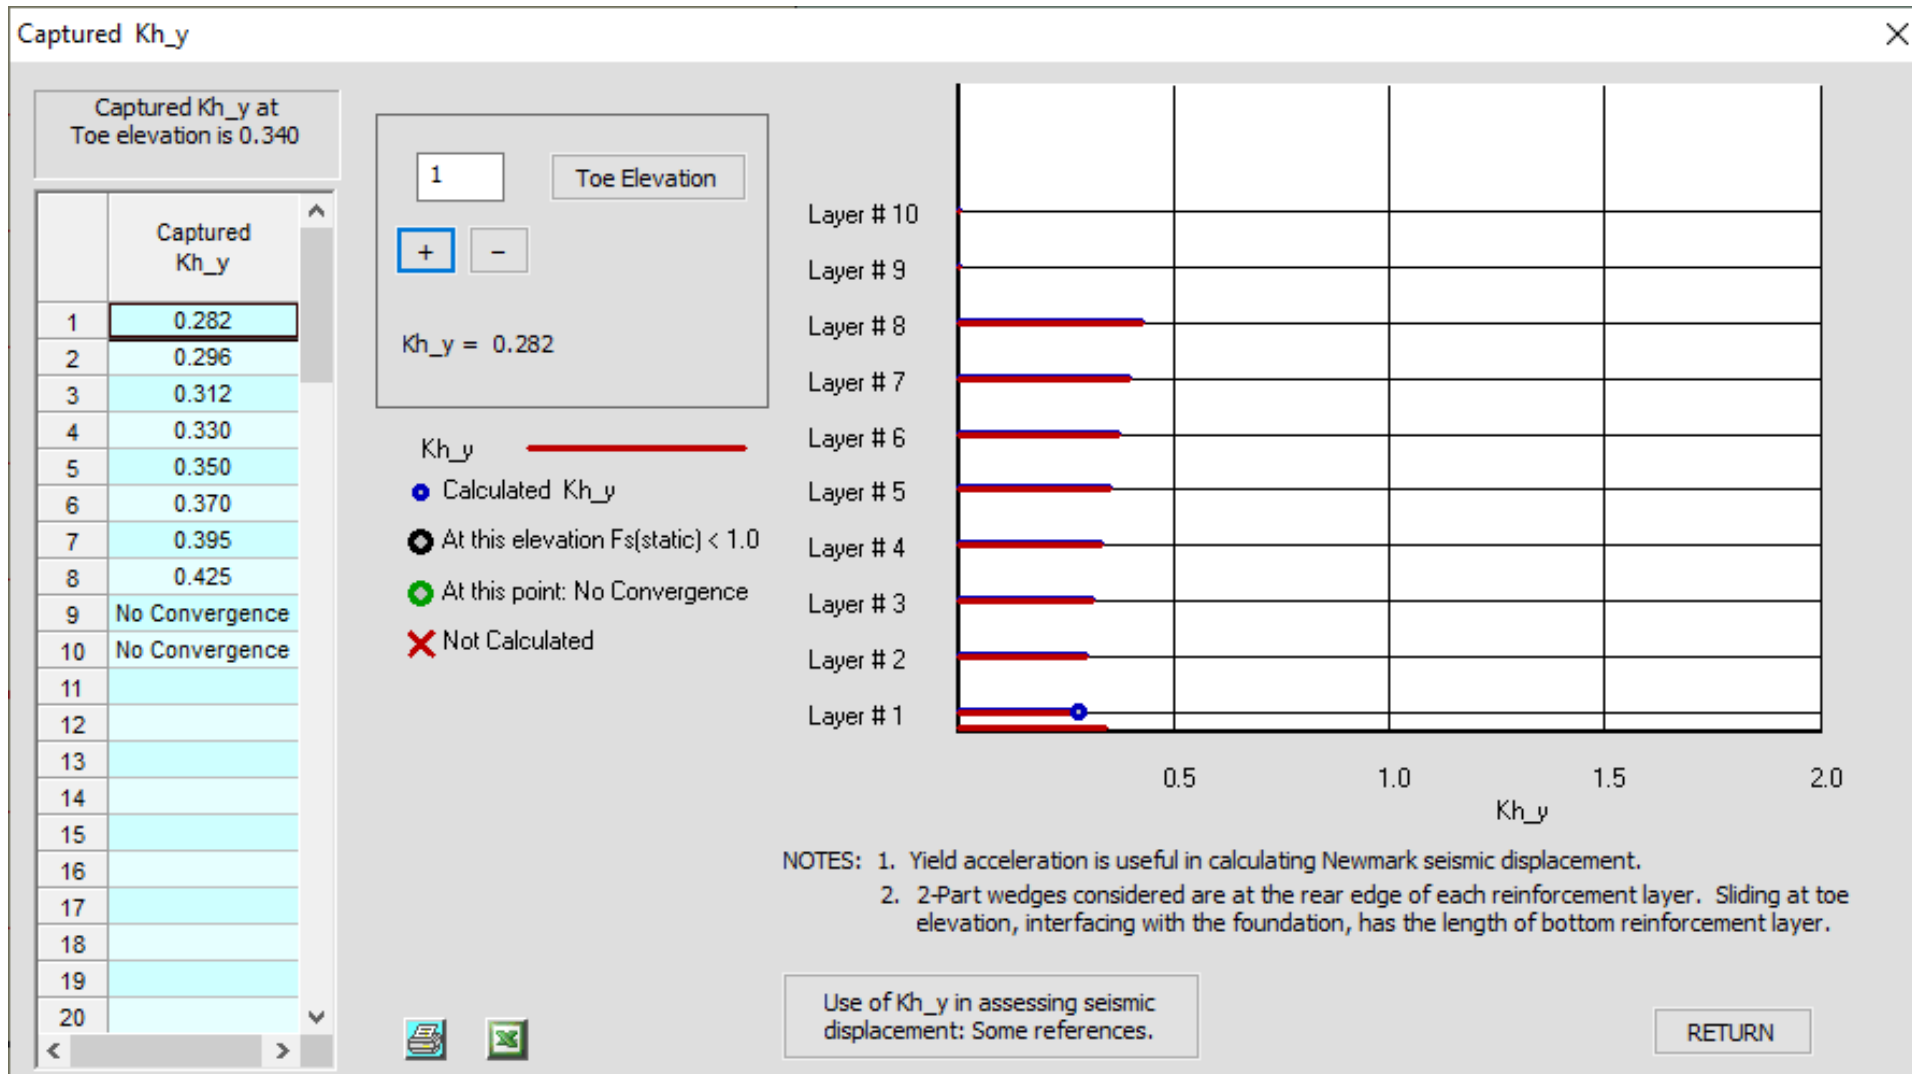 Captured Kh_y
Captured Kh_y at
Toe elevation is 0.340
Captured
Kh_y
1 0.282
2 0.296
3 0.312
4 0.330
5 0.350
6 0.370
7 0.395
8 0.425
9 No Convergence
10 No Convergence
11
12
13
14
15
16
17
18
19
20
1
Toe Elevation
+ −
Kh_y = 0.282
Kh_y
Calculated Kh_y
At this elevation Fs(static) < 1.0
At this point: No Convergence
Not Calculated
Layer # 10
Layer # 9
Layer # 8
Layer # 7
Layer # 6
Layer # 5
Layer # 4
Layer # 3
Layer # 2
Layer # 1
0.5 1.0 1.5 2.0
Kh_y
NOTES: 1. Yield acceleration is useful in calculating Newmark seismic displacement.
2. 2-Part wedges considered are at the rear edge of each reinforcement layer. Sliding at toe
elevation, interfacing with the foundation, has the length of bottom reinforcement layer.
Use of Kh_y in assessing seismic
displacement: Some references.
RETURN